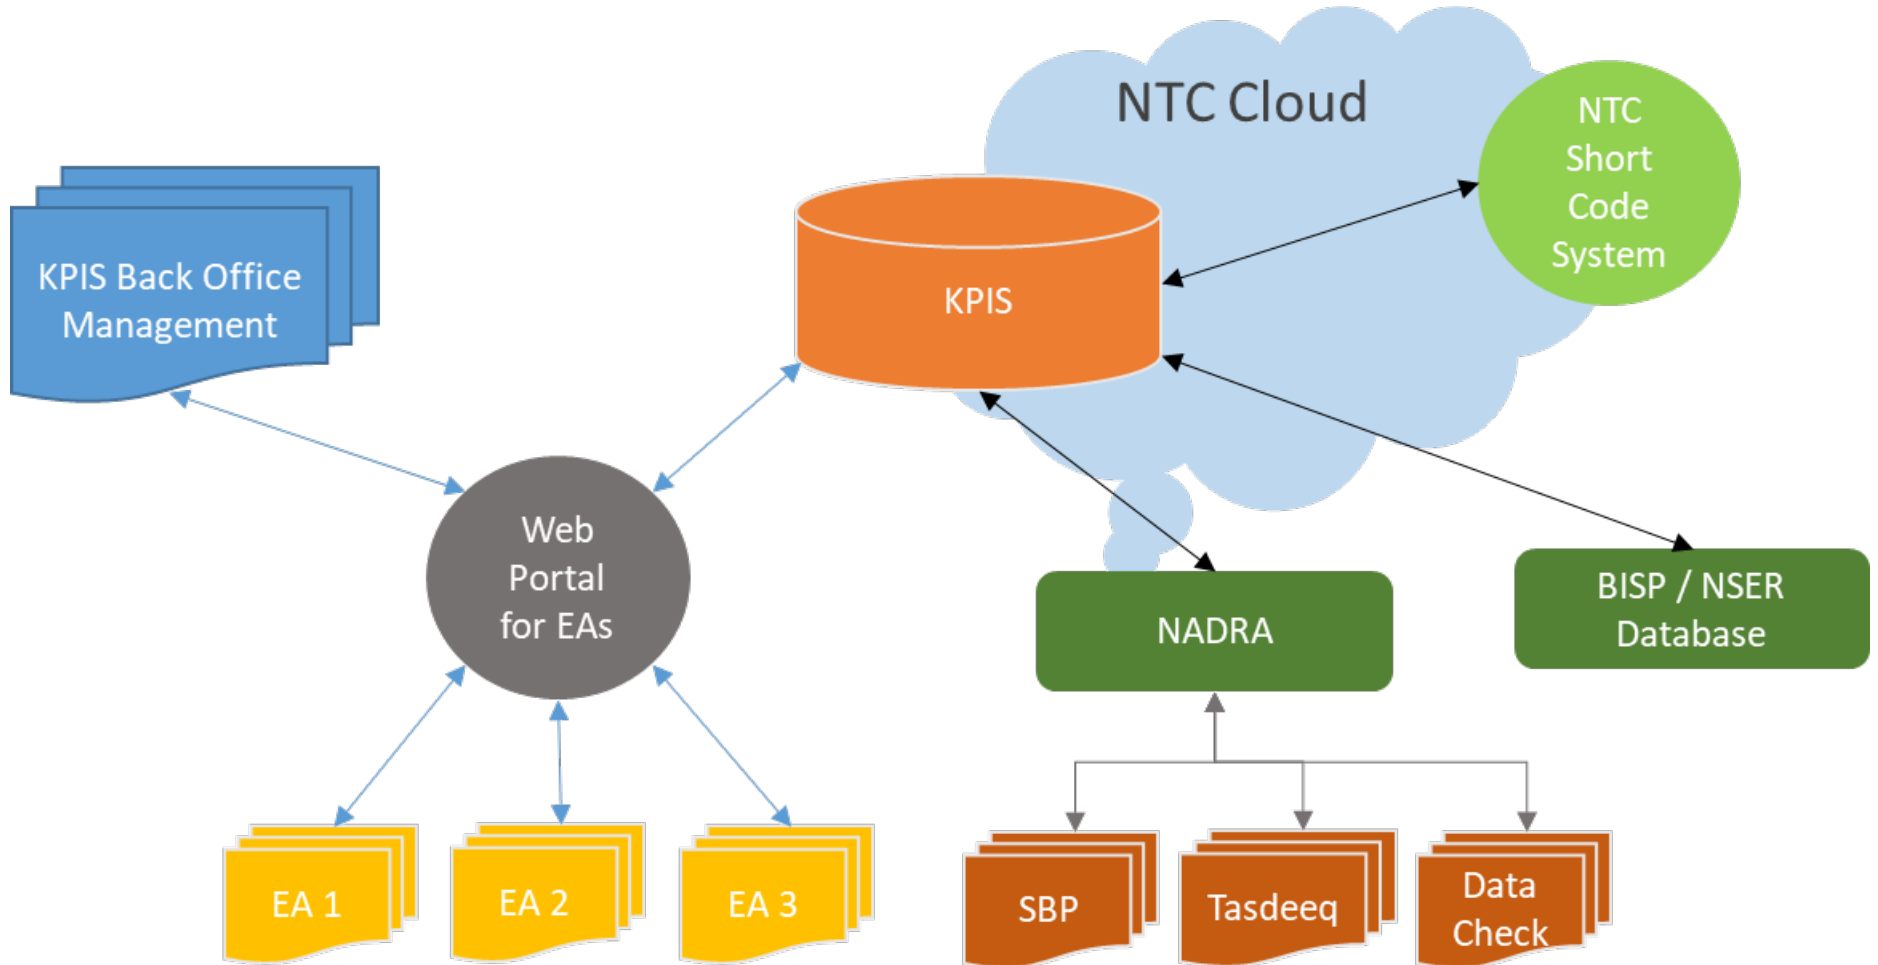 NTC Cloud
NTC
Short
Code
System
KPIS Back Office
Management
KPIS
Web
Portal
for EAs
NADRA
BISP / NSER
Database
EA 1
EA 2
EA 3
SBP
Tasdeeq
Data
Check